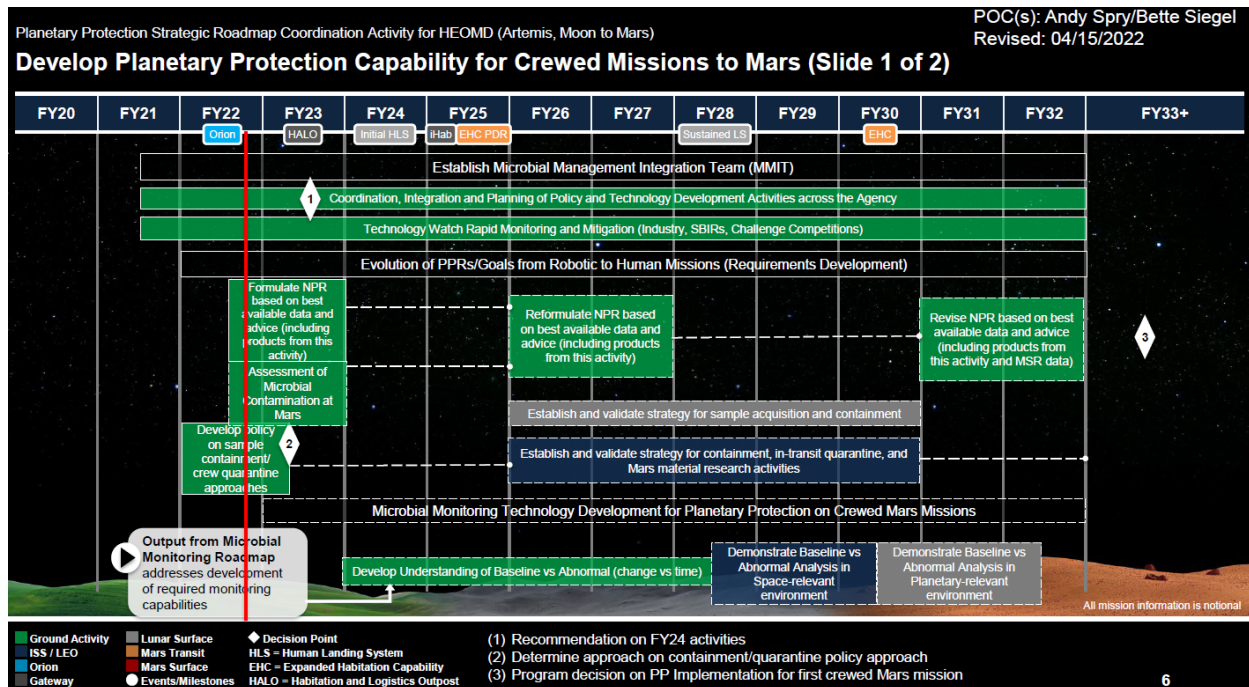 POC(s): Andy Spry/Bette Siegel
Revised: 04/15/2022
Planetary Protection Strategic Roadmap Coordination Activity for HEOMD (Artemis, Moon to Mars)
Develop Planetary Protection Capability for Crewed Missions to Mars (Slide 1 of 2)
FY20 FY21 FY22 FY23 FY24 FY25 FY26 FY27 FY28 FY29 FY30 FY31 FY32 FY33+
Orion HALO Initial HLS iHab EHC PDR Sustained LS EHC
Establish Microbial Management Integration Team (MMIT)
1 Coordination, Integration and Planning of Policy and Technology Development Activities across the Agency
Technology Watch Rapid Monitoring and Mitigation (Industry, SBIRs, Challenge Competitions)
Evolution of PPRs/Goals from Robotic to Human Missions (Requirements Development)
Formulate NPR
based on best
available data and
advice (including
products from this
activity)
Reformulate NPR based
on best available data and
advice (including products
from this activity)
Revise NPR based on best
available data and advice
(including products from
this activity and MSR data)
3
Assessment of
Microbial
Contamination at
Mars
Establish and validate strategy for sample acquisition and containment
Develop policy
on sample
containment/
crew quarantine
approaches
2
Establish and validate strategy for containment, in-transit quarantine, and
Mars material research activities
Microbial Monitoring Technology Development for Planetary Protection on Crewed Mars Missions
Output from Microbial
Monitoring Roadmap
addresses development
of required monitoring
capabilities
Develop Understanding of Baseline vs Abnormal (change vs time)
Demonstrate Baseline vs
Abnormal Analysis in
Space-relevant
environment
Demonstrate Baseline vs
Abnormal Analysis in
Planetary-relevant
environment
All mission information is notional
Ground Activity
ISS / LEO
Orion
Gateway
Lunar Surface
Mars Transit
Mars Surface
Events/Milestones
Decision Point
HLS = Human Landing System
EHC = Expanded Habitation Capability
HALO = Habitation and Logistics Outpost
(1) Recommendation on FY24 activities
(2) Determine approach on containment/quarantine policy approach
(3) Program decision on PP Implementation for first crewed Mars mission
6